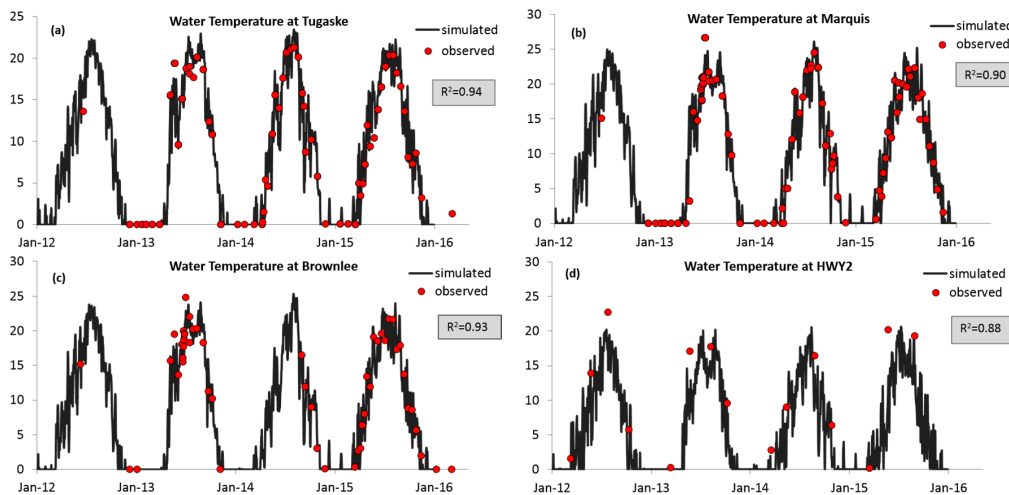 Water Temperature at Tugaske
(a)
simulated
observed
R²=0.94
25
20
15
10
5
0
Jan-12 Jan-13 Jan-14 Jan-15 Jan-16
Water Temperature at Marquis
(b)
simulated
observed
R²=0.90
30
25
20
15
10
5
0
Jan-12 Jan-13 Jan-14 Jan-15 Jan-16
Water Temperature at Brownlee
(c)
simulated
observed
R²=0.93
30
25
20
15
10
5
0
Jan-12 Jan-13 Jan-14 Jan-15 Jan-16
Water Temperature at HWY2
(d)
simulated
observed
R²=0.88
30
25
20
15
10
5
0
Jan-12 Jan-13 Jan-14 Jan-15 Jan-16